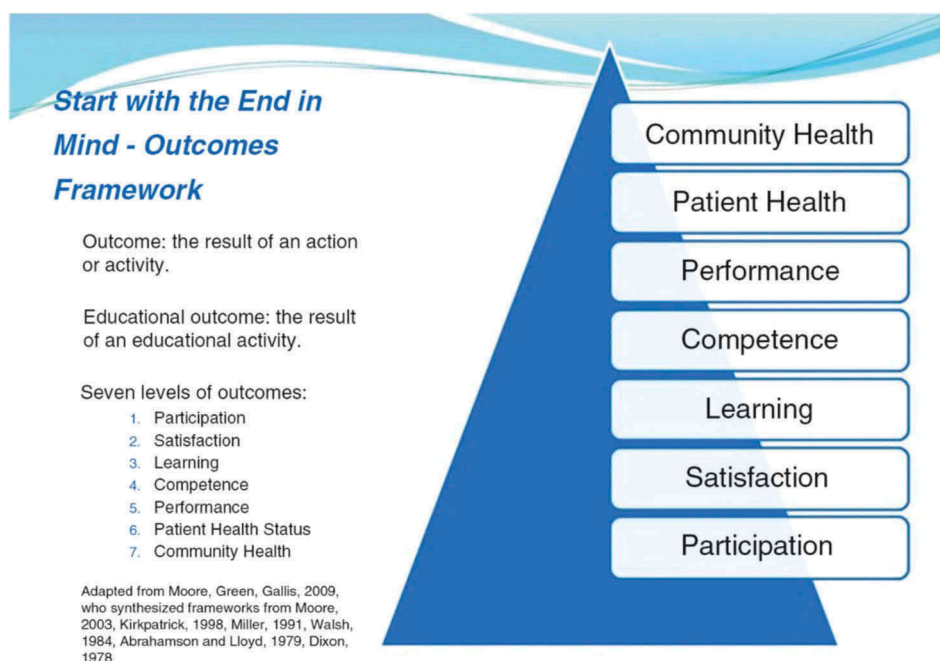 Start with the End in
Mind - Outcomes
Framework
Outcome: the result of an action
or activity.
Educational outcome: the result
of an educational activity.
Seven levels of outcomes:
1. Participation
2. Satisfaction
3. Learning
4. Competence
5. Performance
6. Patient Health Status
7. Community Health
Adapted from Moore, Green, Gallis, 2009,
who synthesized frameworks from Moore,
2003, Kirkpatrick, 1998, Miller, 1991, Walsh,
1984, Abrahamson and Lloyd, 1979, Dixon,
1978
Community Health
Patient Health
Performance
Competence
Learning
Satisfaction
Participation